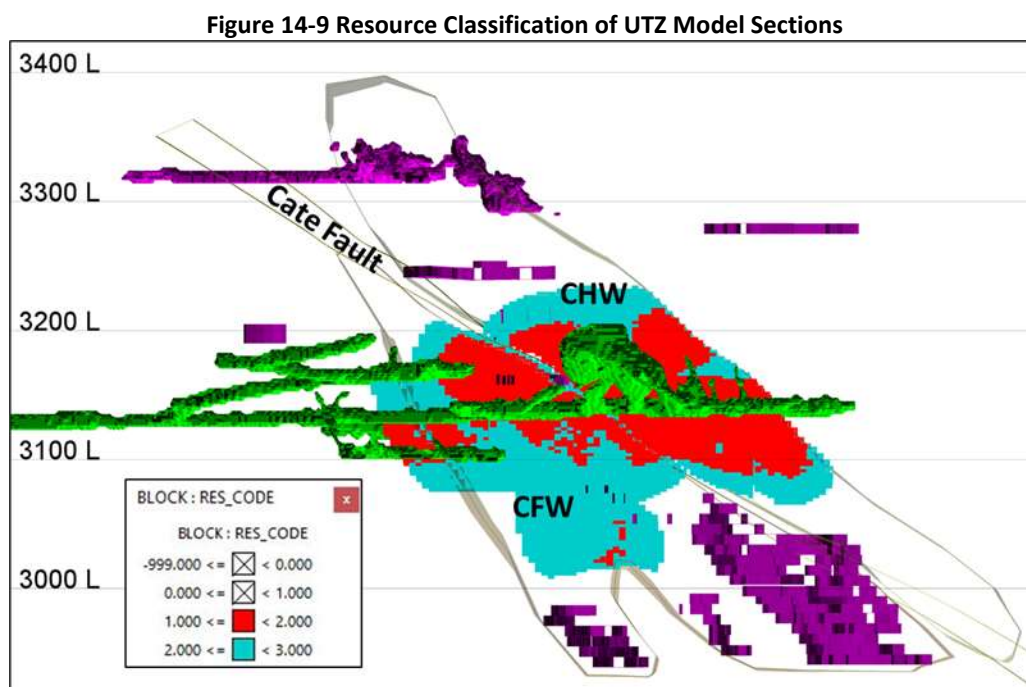 Figure 14-9 Resource Classification of UTZ Model Sections
3400 L
3300 L
Cate Fault
CHW
3200 L
3100 L
CFW
3000 L
BLOCK : RES_CODE x
BLOCK : RES_CODE
-999.000 <= < 0.000
0.000 <= < 1.000
1.000 <= < 2.000
2.000 <= < 3.000